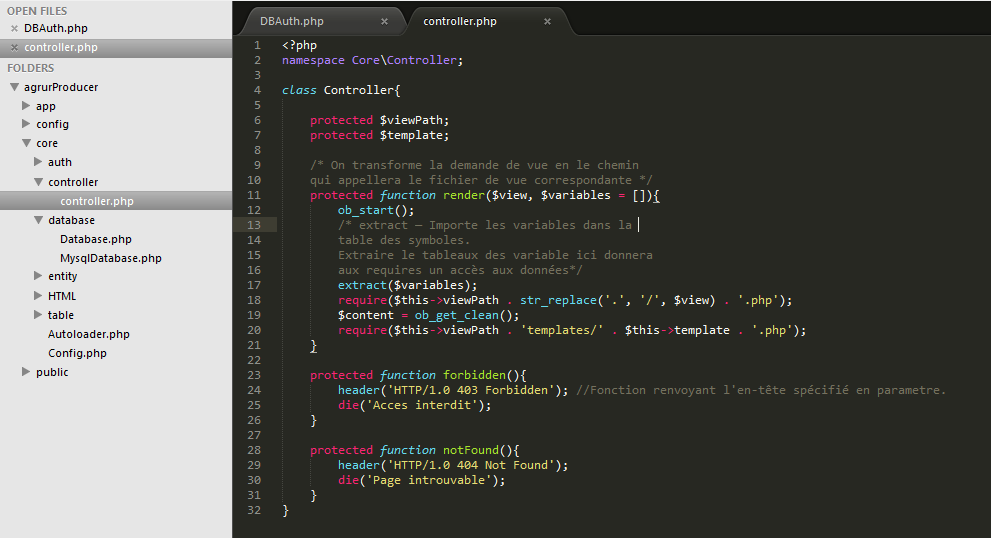 OPEN FILES
× DBAuth.php
× controller.php
FOLDERS
agrurProducer
app
config
core
auth
controller
controller.php
database
Database.php
MysqlDatabase.php
entity
HTML
table
Autoloader.php
Config.php
public
DBAuth.php ×
controller.php ×
1 <?php
2 namespace Core\Controller;
3
4 class Controller{
5
6     protected $viewPath;
7     protected $template;
8
9     /* On transforme la demande de vue en le chemin
10     qui appellera le fichier de vue correspondante */
11     protected function render($view, $variables = []){
12         ob_start();
13         /* extract — Importe les variables dans la
14         table des symboles.
15         Extraire le tableaux des variable ici donnera
16         aux requires un accès aux données*/
17         extract($variables);
18         require($this->viewPath . str_replace('.', '/', $view) . '.php');
19         $content = ob_get_clean();
20         require($this->viewPath . 'templates/' . $this->template . '.php');
21     }
22
23     protected function forbidden(){
24         header('HTTP/1.0 403 Forbidden'); //Fonction renvoyant l'en-tête spécifié en parametre.
25         die('Acces interdit');
26     }
27
28     protected function notFound(){
29         header('HTTP/1.0 404 Not Found');
30         die('Page introuvable');
31     }
32 }